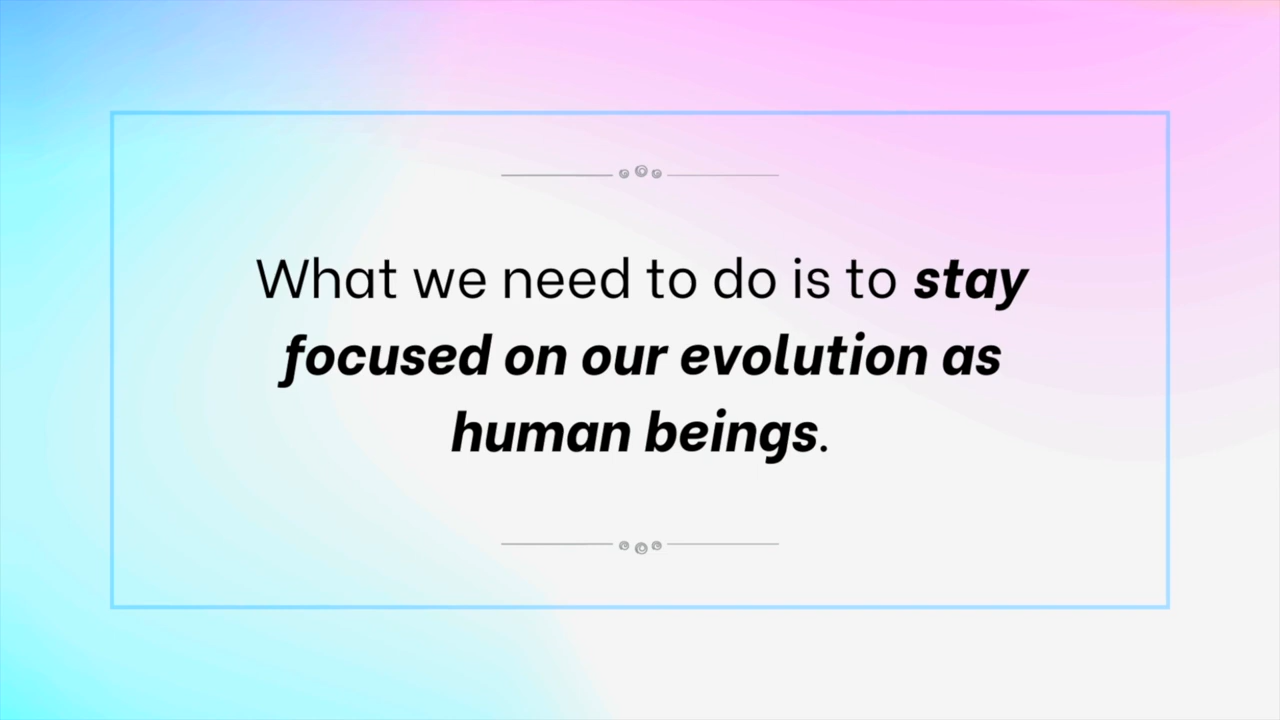 What we need to do is to stay
focused on our evolution as
human beings.